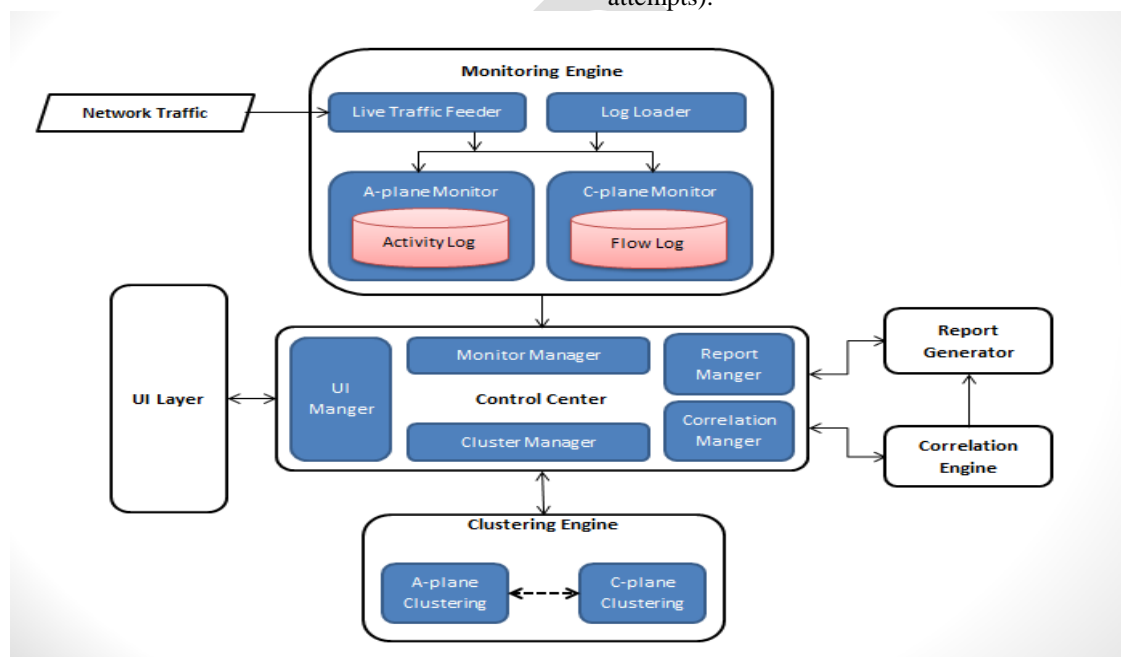 attempts).
Monitoring Engine
Network Traffic
Live Traffic Feeder
Log Loader
A-plane Monitor
C-plane Monitor
Activity Log
Flow Log
UI Layer
UI
Manger
Monitor Manager
Control Center
Cluster Manager
Report
Manger
Correlation
Manger
Report
Generator
Correlation
Engine
Clustering Engine
A-plane
Clustering
C-plane
Clustering